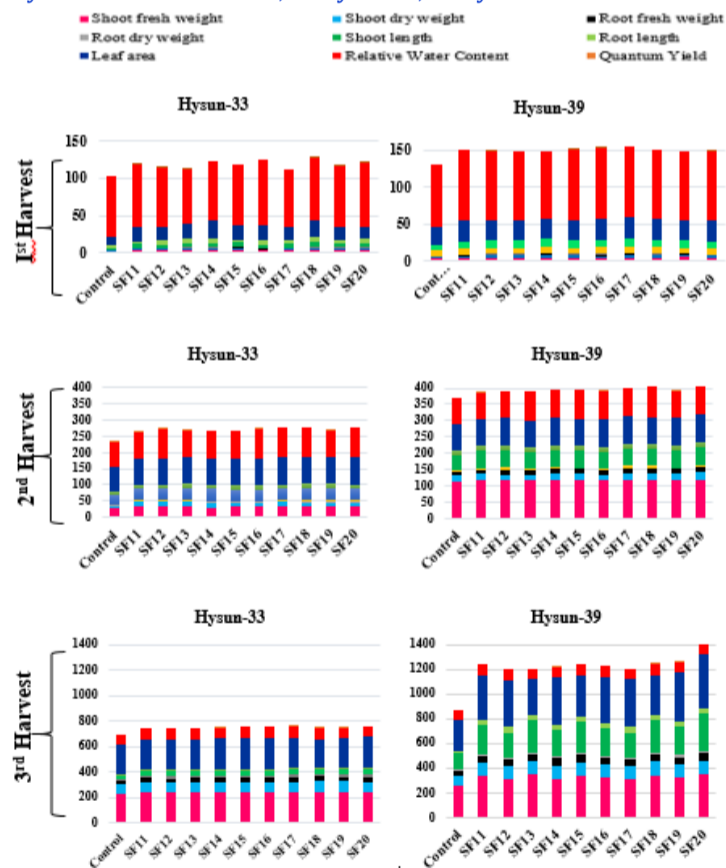 Shoot fresh weight Shoot dry weight Root fresh weight
Root dry weight Shoot length Root length
Leaf area Relative Water Content Quantum Yield
Hysun-33 Hysun-39
1st Harvest
150
100
50
0
Control SF11 SF12 SF13 SF14 SF15 SF16 SF17 SF18 SF19 SF20
150
100
50
0
Cont... SF11 SF12 SF13 SF14 SF15 SF16 SF17 SF18 SF19 SF20
Hysun-33 Hysun-39
2nd Harvest
400
350
300
250
200
150
100
50
0
Control SF11 SF12 SF13 SF14 SF15 SF16 SF17 SF18 SF19 SF20
400
350
300
250
200
150
100
50
0
Control SF11 SF12 SF13 SF14 SF15 SF16 SF17 SF18 SF19 SF20
Hysun-33 Hysun-39
3rd Harvest
1400
1200
1000
800
600
400
200
0
Control SF11 SF12 SF13 SF14 SF15 SF16 SF17 SF18 SF19 SF20
1400
1200
1000
800
600
400
200
0
Control SF11 SF12 SF13 SF14 SF15 SF16 SF17 SF18 SF19 SF20